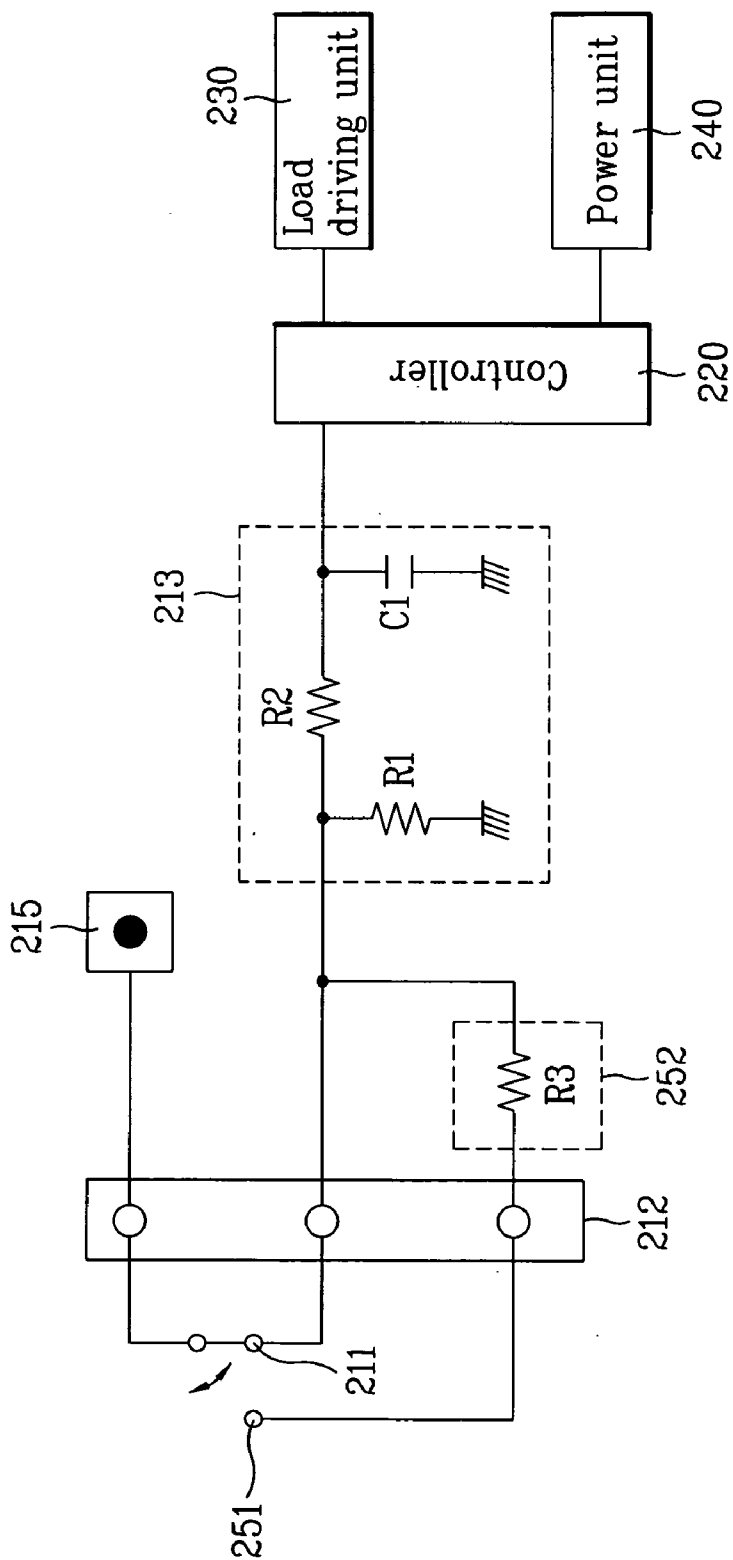 230
Load
driving unit
Power unit
240
Controller
220
213
R2
C1
R1
215
R3
252
212
211
251